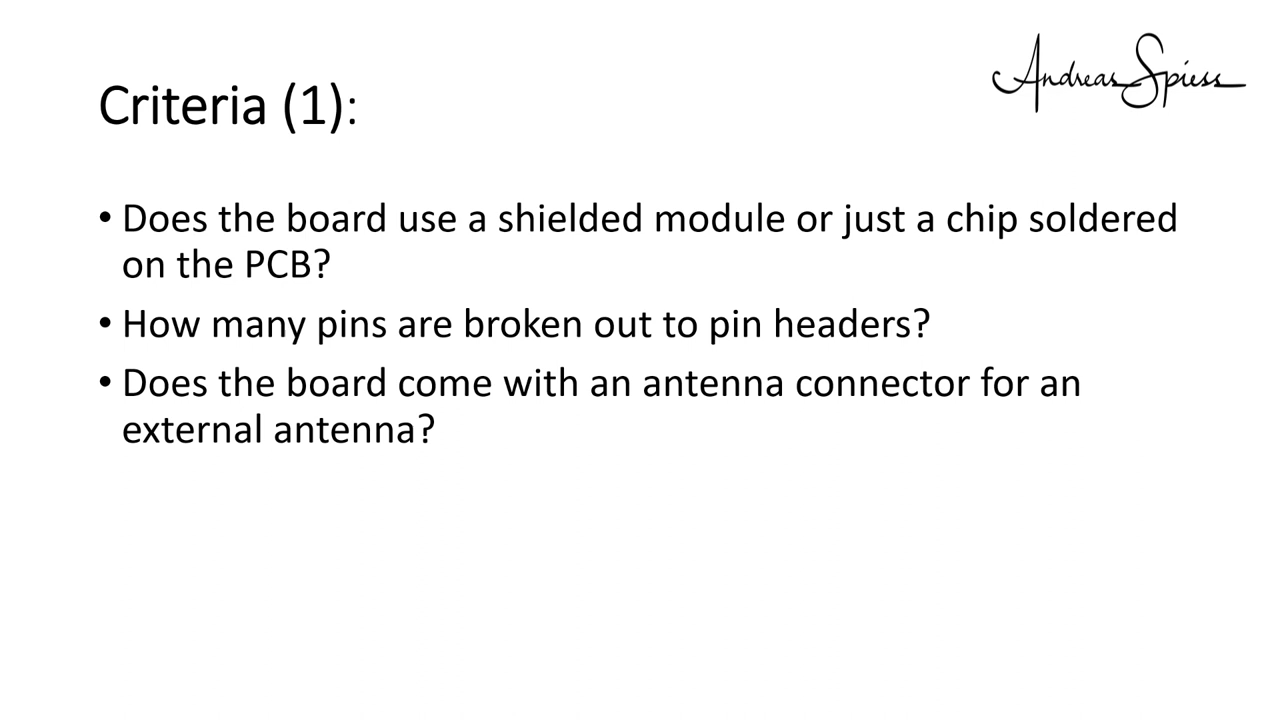 Andreas Spiess
Criteria (1):
• Does the board use a shielded module or just a chip soldered
on the PCB?
• How many pins are broken out to pin headers?
• Does the board come with an antenna connector for an
external antenna?